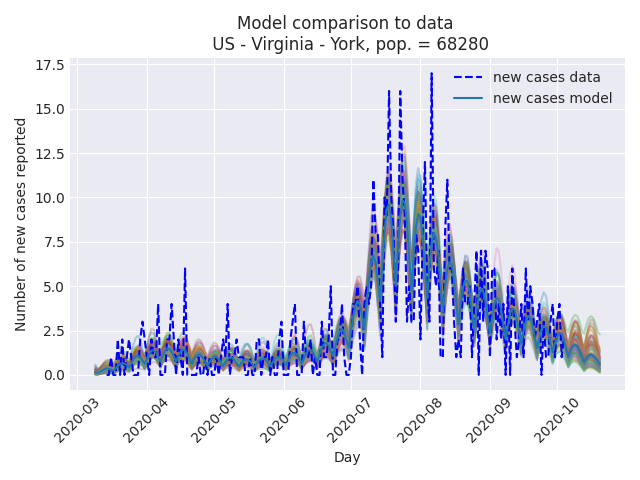 Model comparison to data
US - Virginia - York, pop. = 68280
17.5
15.0
12.5
10.0
7.5
5.0
2.5
0.0
Number of new cases reported
new cases data
new cases model
2020-03
2020-04
2020-05
2020-06
2020-07
2020-08
2020-09
2020-10
Day